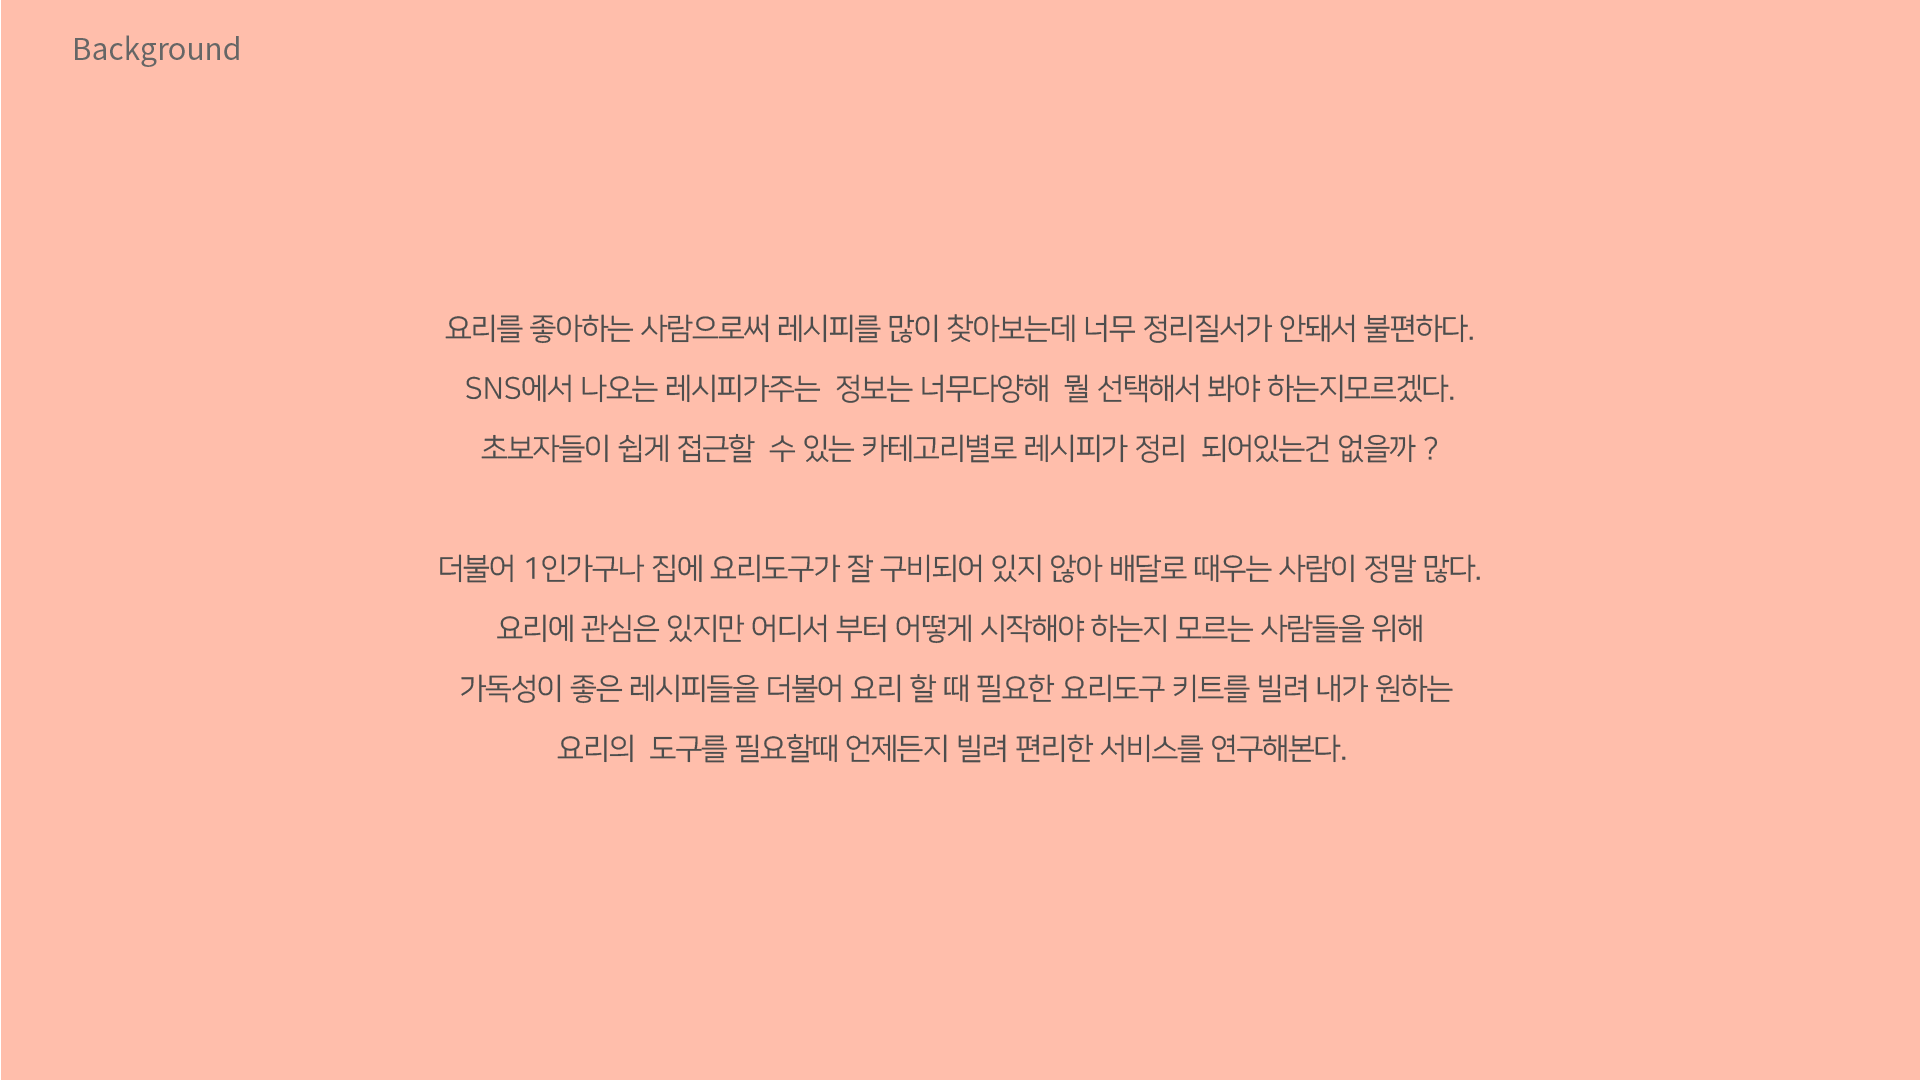 Background
요리를 좋아하는 사람으로써 레시피를 많이 찾아보는데 너무 정리질서가 안돼서 불편하다.
SNS에서 나오는 레시피가주는 정보는 너무다양해 뭘 선택해서 봐야 하는지모르겠다.
초보자들이 쉽게 접근할 수 있는 카테고리별로 레시피가 정리 되어있는건 없을까 ?
더불어 1인가구나 집에 요리도구가 잘 구비되어 있지 않아 배달로 때우는 사람이 정말 많다.
요리에 관심은 있지만 어디서 부터 어떻게 시작해야 하는지 모르는 사람들을 위해
가독성이 좋은 레시피들을 더불어 요리 할 때 필요한 요리도구 키트를 빌려 내가 원하는
요리의 도구를 필요할때 언제든지 빌려 편리한 서비스를 연구해본다.